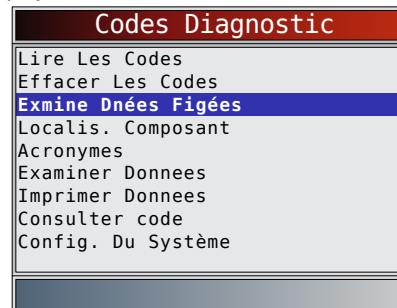 Codes Diagnostic
Lire Les Codes
Effacer Les Codes
Exmine Dnées Figées
Localis. Composant
Acronymes
Examiner Donnees
Imprimer Donnees
Consulter code
Config. Du Système